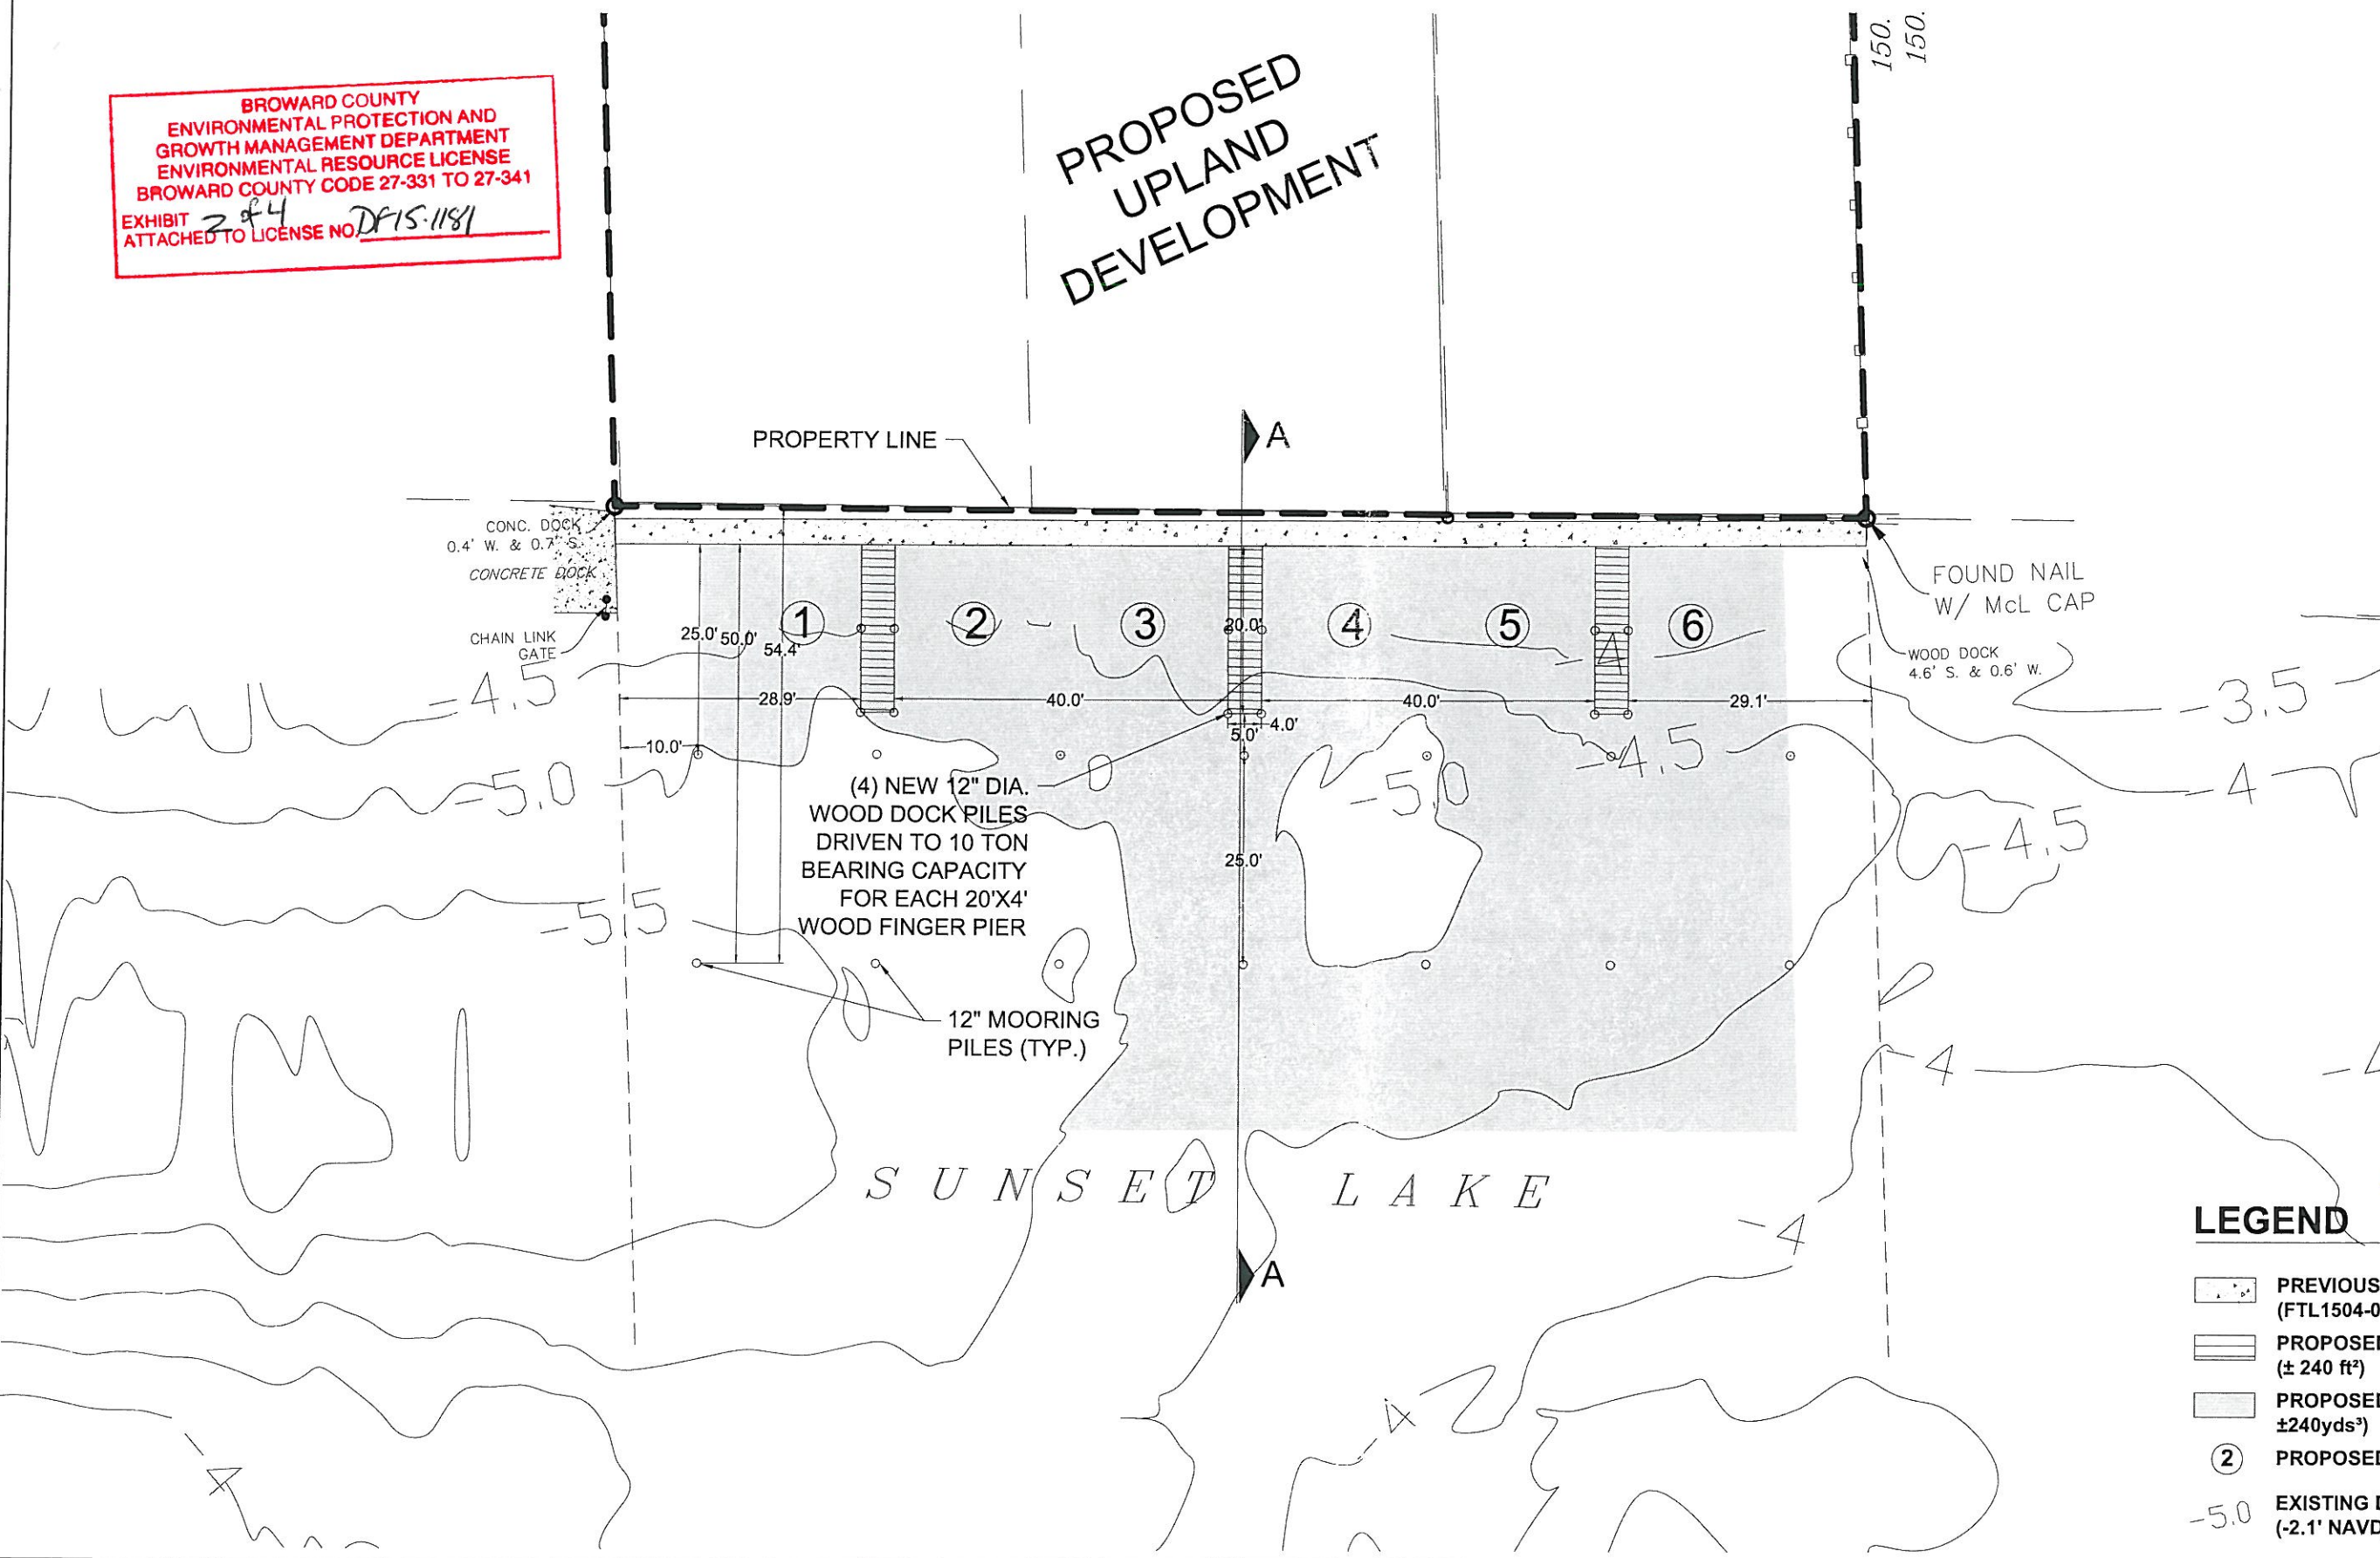 150.
150.
BROWARD COUNTY
ENVIRONMENTAL PROTECTION AND
GROWTH MANAGEMENT DEPARTMENT
ENVIRONMENTAL RESOURCE LICENSE
BROWARD COUNTY CODE 27-331 TO 27-341
EXHIBIT 2 of 4
ATTACHED TO LICENSE NO. DF15-1181
PROPOSED
UPLAND
DEVELOPMENT
PROPERTY LINE
A
CONC. DOCK
0.4' W. & 0.7' S.
CONCRETE DOCK
CHAIN LINK
GATE
FOUND NAIL
W/ McL CAP
WOOD DOCK
4.6' S. & 0.6' W.
1
2
3
4
5
6
25.0'
50.0'
54.4'
20.0'
-4
-4.5
28.9'
40.0'
40.0'
29.1'
-3.5
5.0'
4.0'
10.0'
-4.5
-5.0
-5.0
-4
-4.5
(4) NEW 12" DIA.
WOOD DOCK PILES
DRIVEN TO 10 TON
BEARING CAPACITY
FOR EACH 20'X4'
WOOD FINGER PIER
25.0'
-5.5
12" MOORING
PILES (TYP.)
-4
-4
SUNSET LAKE
-4
A
-4
-4
LEGEND
PREVIOUS
(FTL1504-0
PROPOSED
(± 240 ft²)
PROPOSED
±240yds³)
2 PROPOSED
-5.0 EXISTING
(-2.1' NAVD